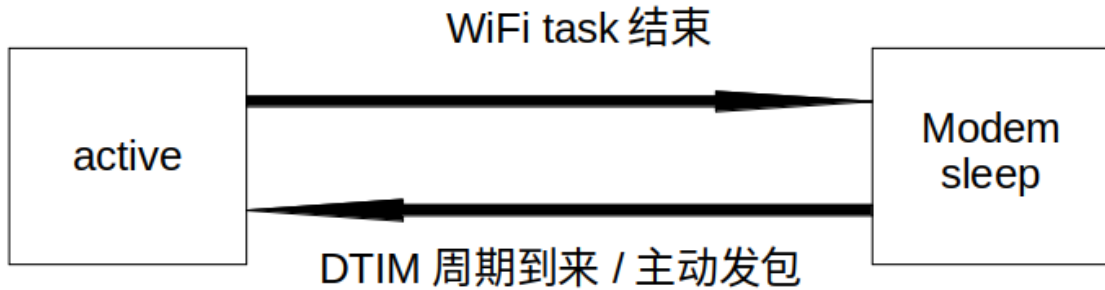 WiFi task 结束
active
Modem
sleep
DTIM 周期到来 / 主动发包